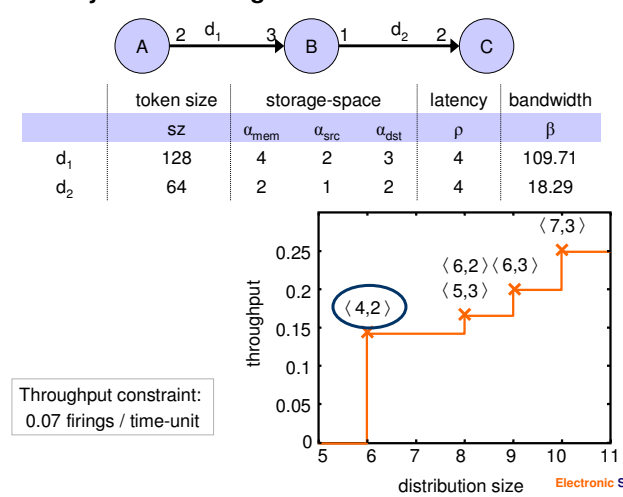 A 2 d1 3 B 1 d2 2 C
token size storage-space latency bandwidth
sz αmem αsrc αdst ρ β
d1 128 4 2 3 4 109.71
d2 64 2 1 2 4 18.29
⟨7,3⟩
⟨6,2⟩⟨6,3⟩
⟨5,3⟩
⟨4,2⟩
0.25
0.2
0.15
0.1
0.05
0
throughput
5 6 7 8 9 10 11
distribution size
Throughput constraint:
0.07 firings / time-unit
Electronic S